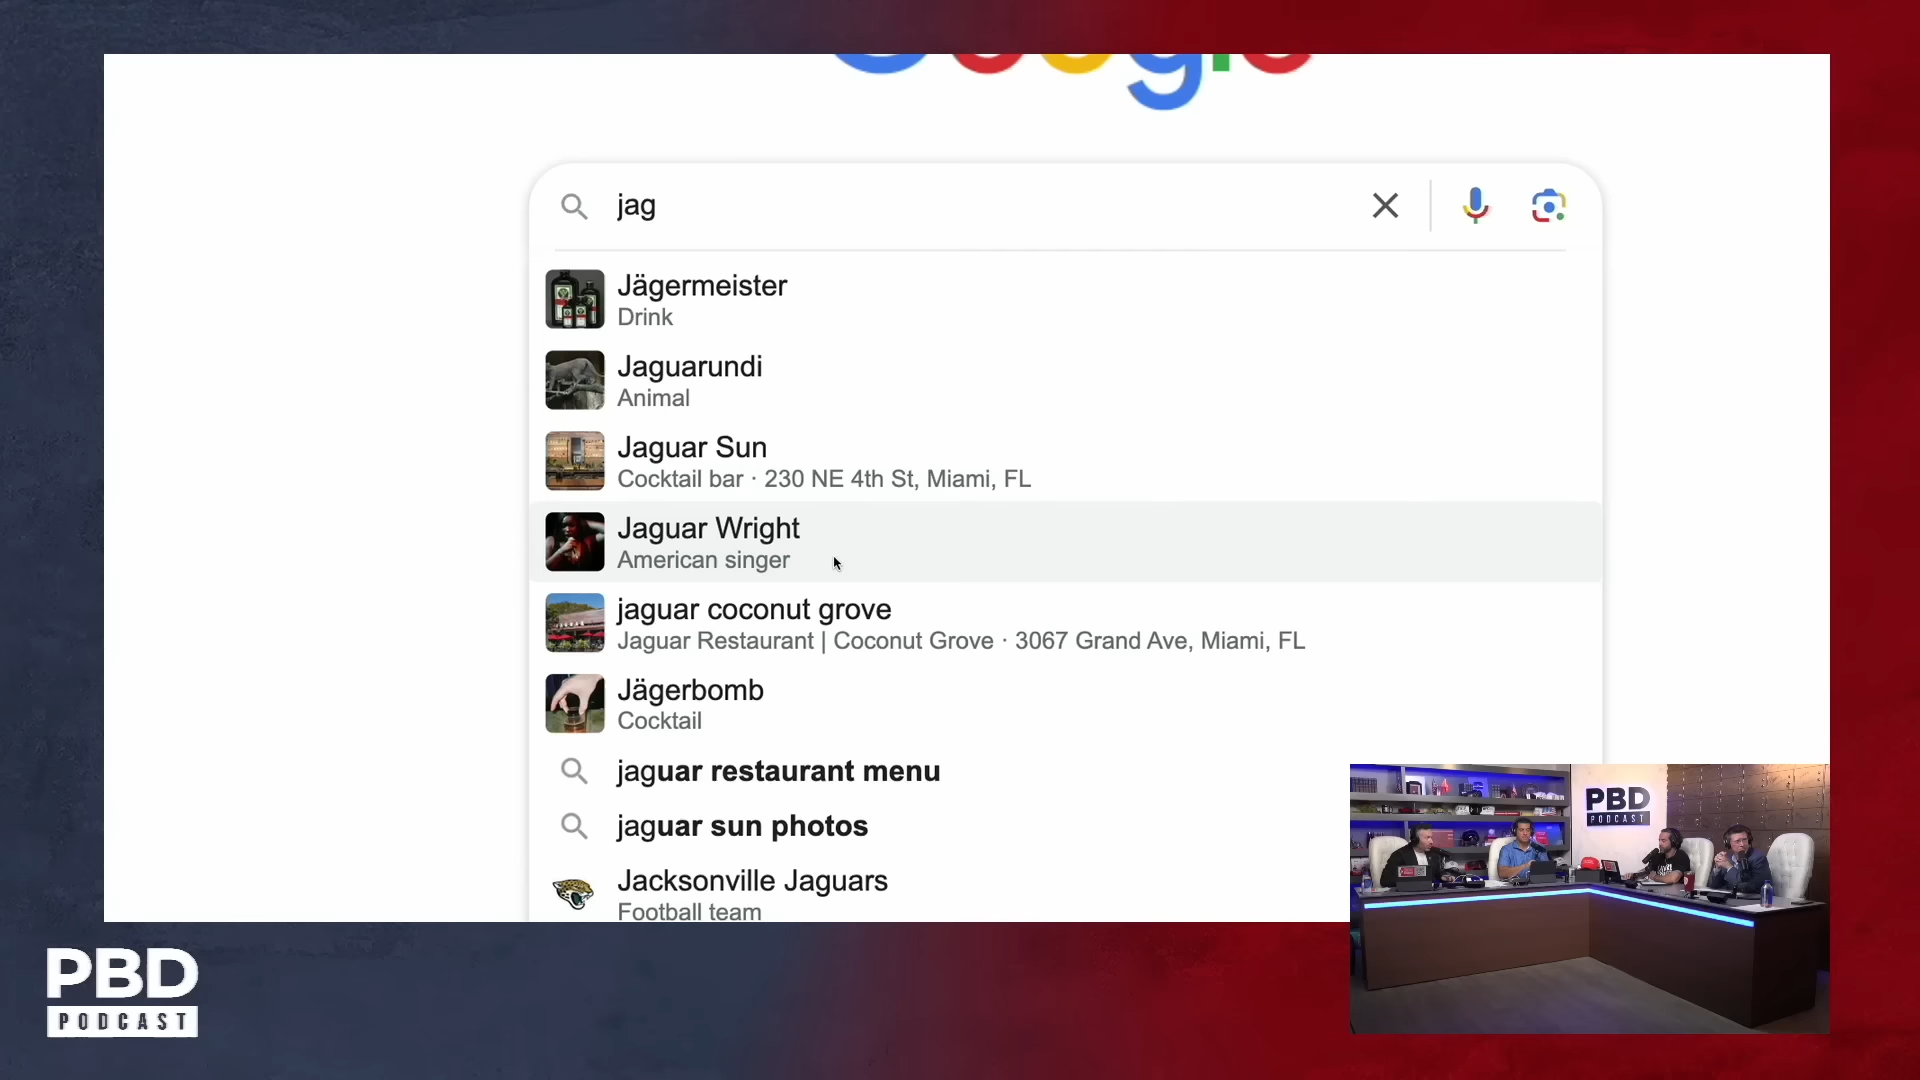 Google
jag
Jägermeister
Drink
Jaguarundi
Animal
Jaguar Sun
Cocktail bar · 230 NE 4th St, Miami, FL
Jaguar Wright
American singer
jaguar coconut grove
Jaguar Restaurant | Coconut Grove · 3067 Grand Ave, Miami, FL
Jägerbomb
Cocktail
jaguar restaurant menu
jaguar sun photos
Jacksonville Jaguars
Football team
PBD
PODCAST
PBD
PODCAST